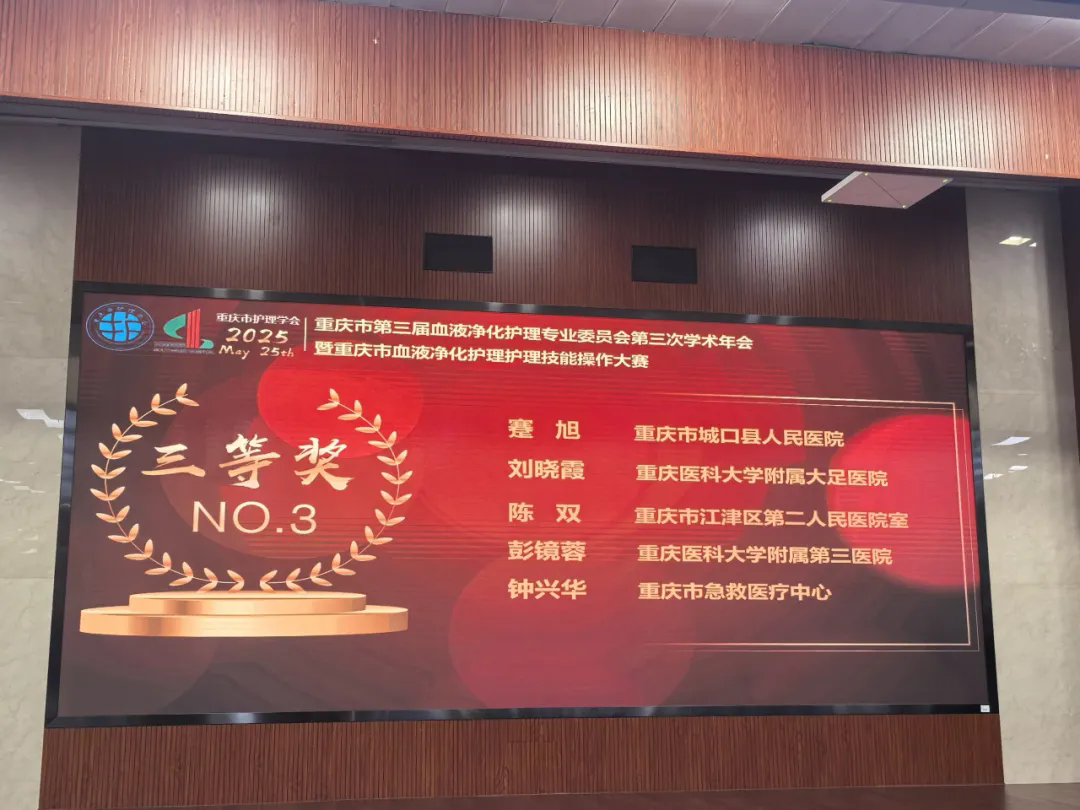 重庆市护理学会
2025
May 25th
重庆市第三届血液净化护理专业委员会第三次学术年会
暨重庆市血液净化护理护理技能操作大赛
三等奖
NO.3
蹇 旭 重庆市城口县人民医院
刘晓霞 重庆医科大学附属大足医院
陈 双 重庆市江津区第二人民医院室
彭镜蓉 重庆医科大学附属第三医院
钟兴华 重庆市急救医疗中心